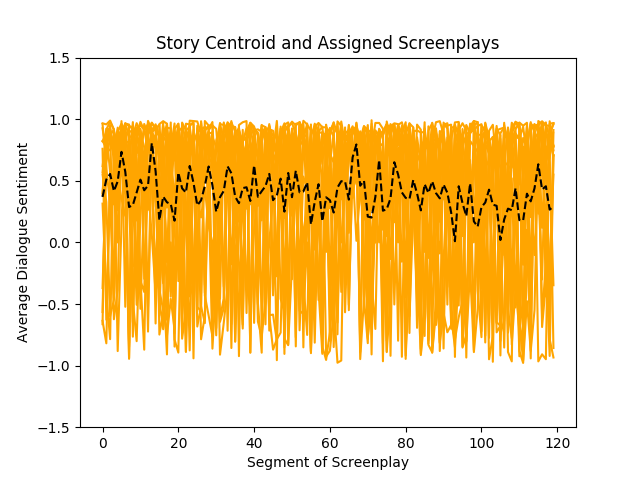 Story Centroid and Assigned Screenplays
1.5
1.0
0.5
0.0
−0.5
−1.0
−1.5
Average Dialogue Sentiment
0 20 40 60 80 100 120
Segment of Screenplay